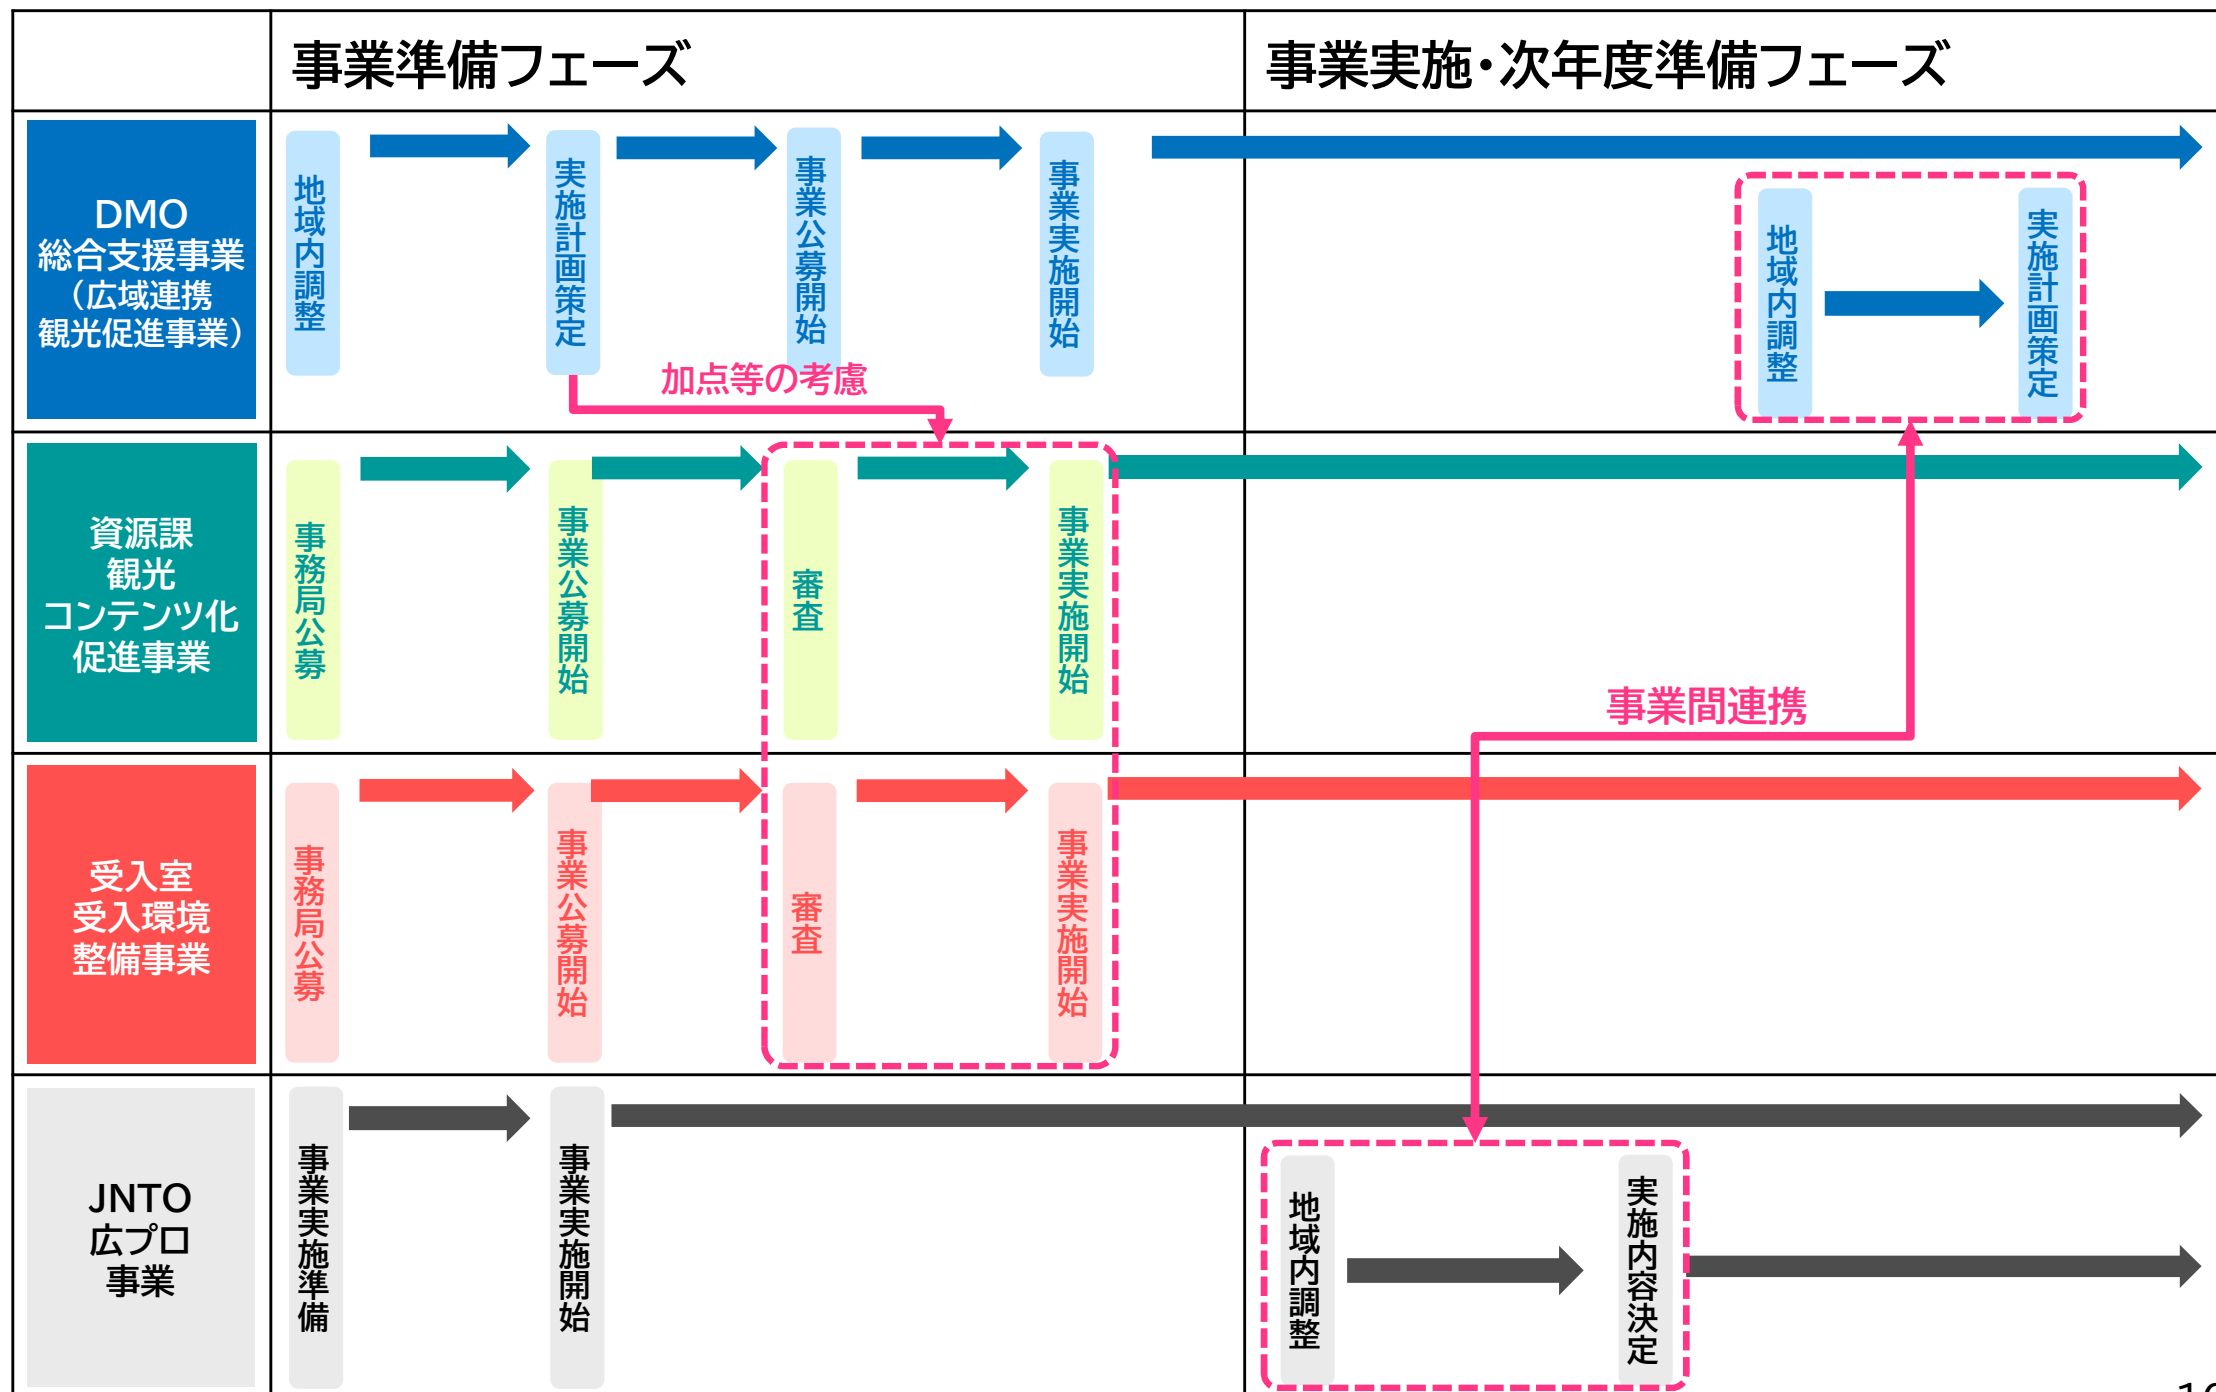 事業準備フェーズ
事業実施・次年度準備フェーズ
DMO
総合支援事業
（広域連携
観光促進事業）
地域内調整
実施計画策定
事業公募開始
事業実施開始
地域内調整
実施計画策定
加点等の考慮
資源課
観光
コンテンツ化
促進事業
事務局公募
事業公募開始
審査
事業実施開始
事業間連携
受入室
受入環境
整備事業
事務局公募
事業公募開始
審査
事業実施開始
JNTO
広プロ
事業
事業実施準備
事業実施開始
地域内調整
実施内容決定